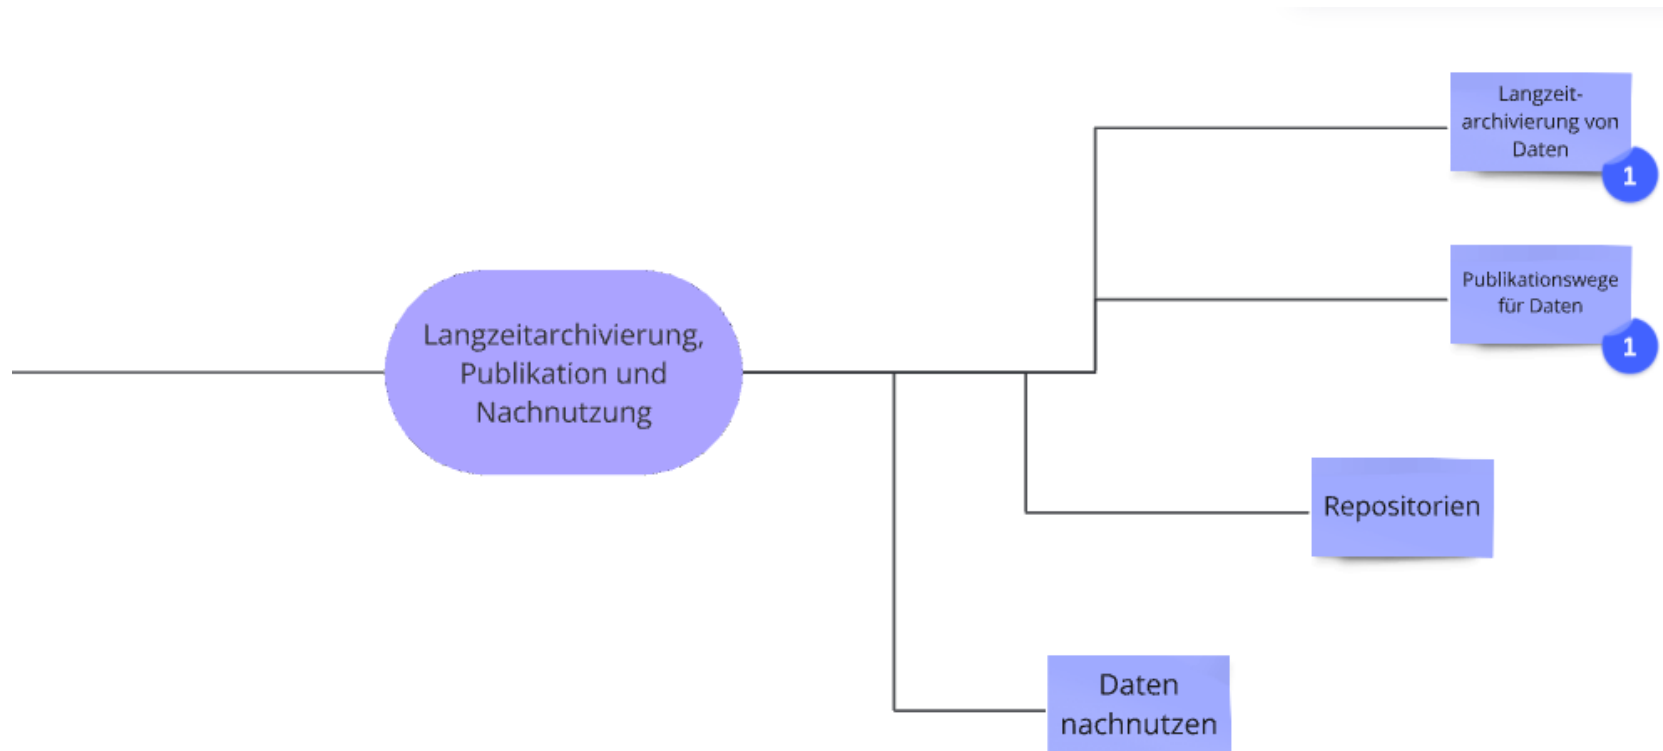 Langzeit-
archivierung von
Daten
1
Publikationswege
für Daten
1
Langzeitarchivierung,
Publikation und
Nachnutzung
Repositorien
Daten
nachnutzen